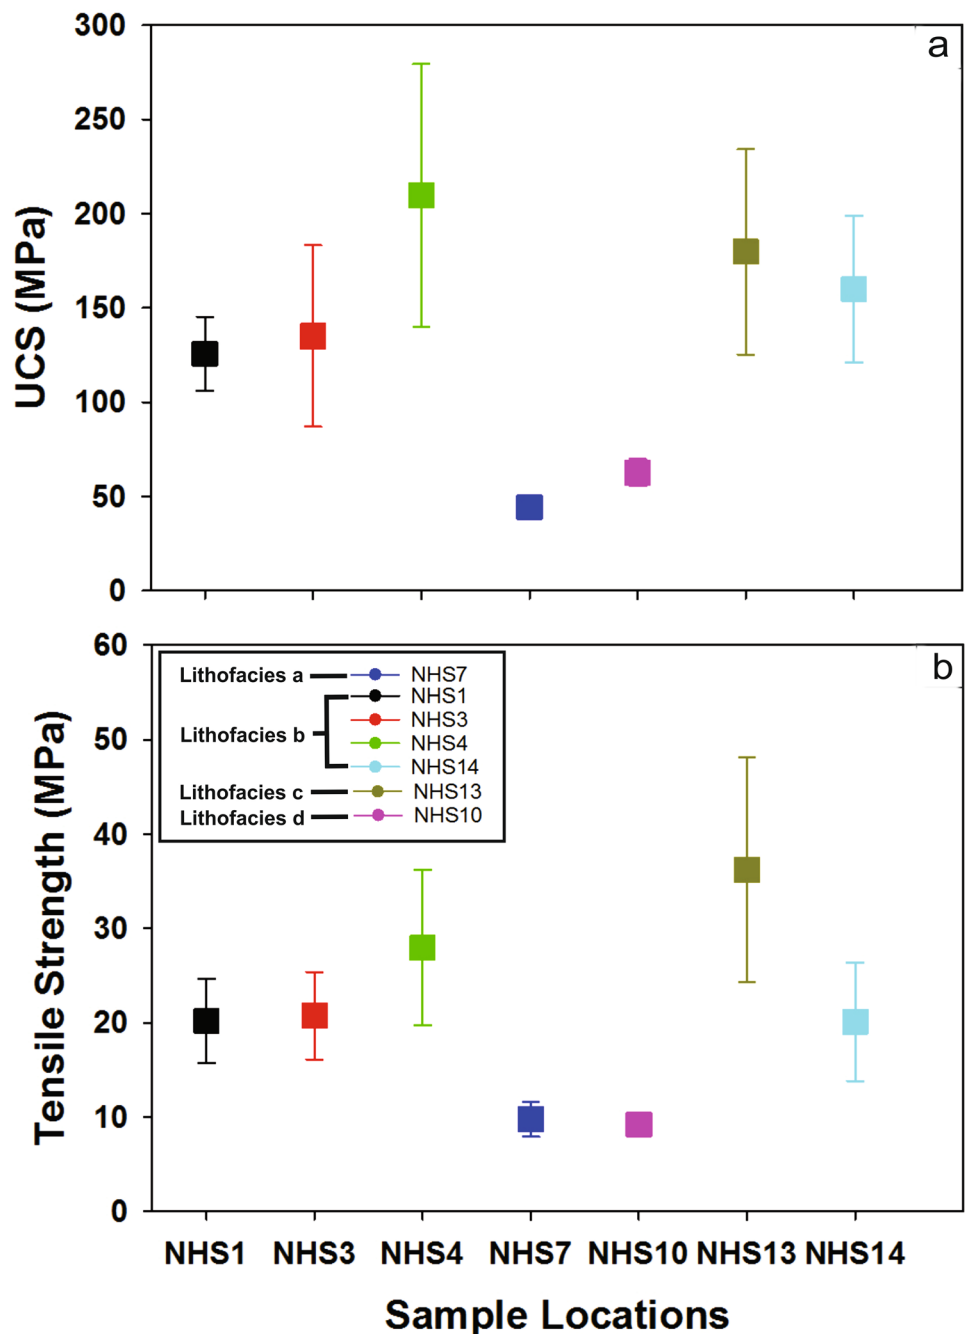 a
300
250
200
150
100
50
0
UCS (MPa)
b
60
50
40
30
20
10
0
Tensile Strength (MPa)
Lithofacies a NHS7
NHS1
Lithofacies b NHS3
NHS4
NHS14
Lithofacies c NHS13
Lithofacies d NHS10
NHS1 NHS3 NHS4 NHS7 NHS10 NHS13 NHS14
Sample Locations